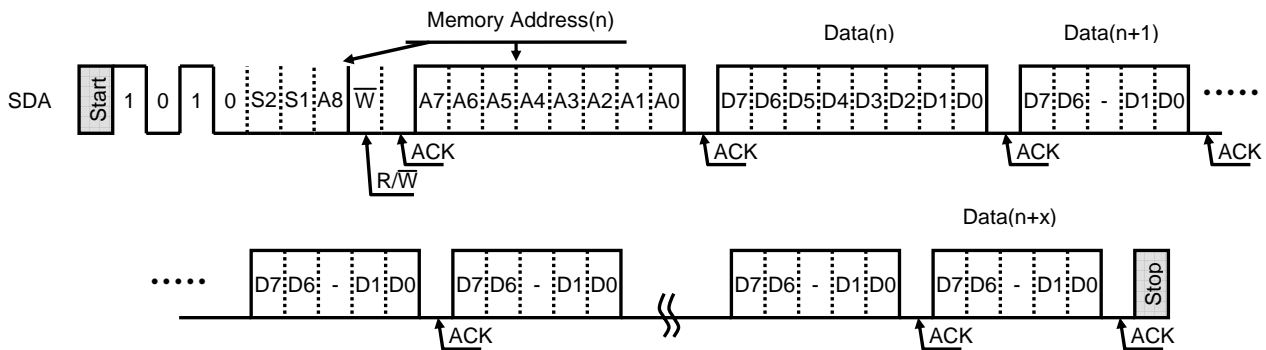 Memory Address(n)
Data(n) Data(n+1)
SDA Start 1 0 1 0 S2 S1 A8 W̅ A7 A6 A5 A4 A3 A2 A1 A0 D7 D6 D5 D4 D3 D2 D1 D0 D7 D6 - D1 D0 •••••
ACK ACK ACK ACK
R/W̅
Data(n+x)
••••• D7 D6 - D1 D0 D7 D6 - D1 D0 D7 D6 - D1 D0 D7 D6 - D1 D0 Stop
ACK ACK ACK